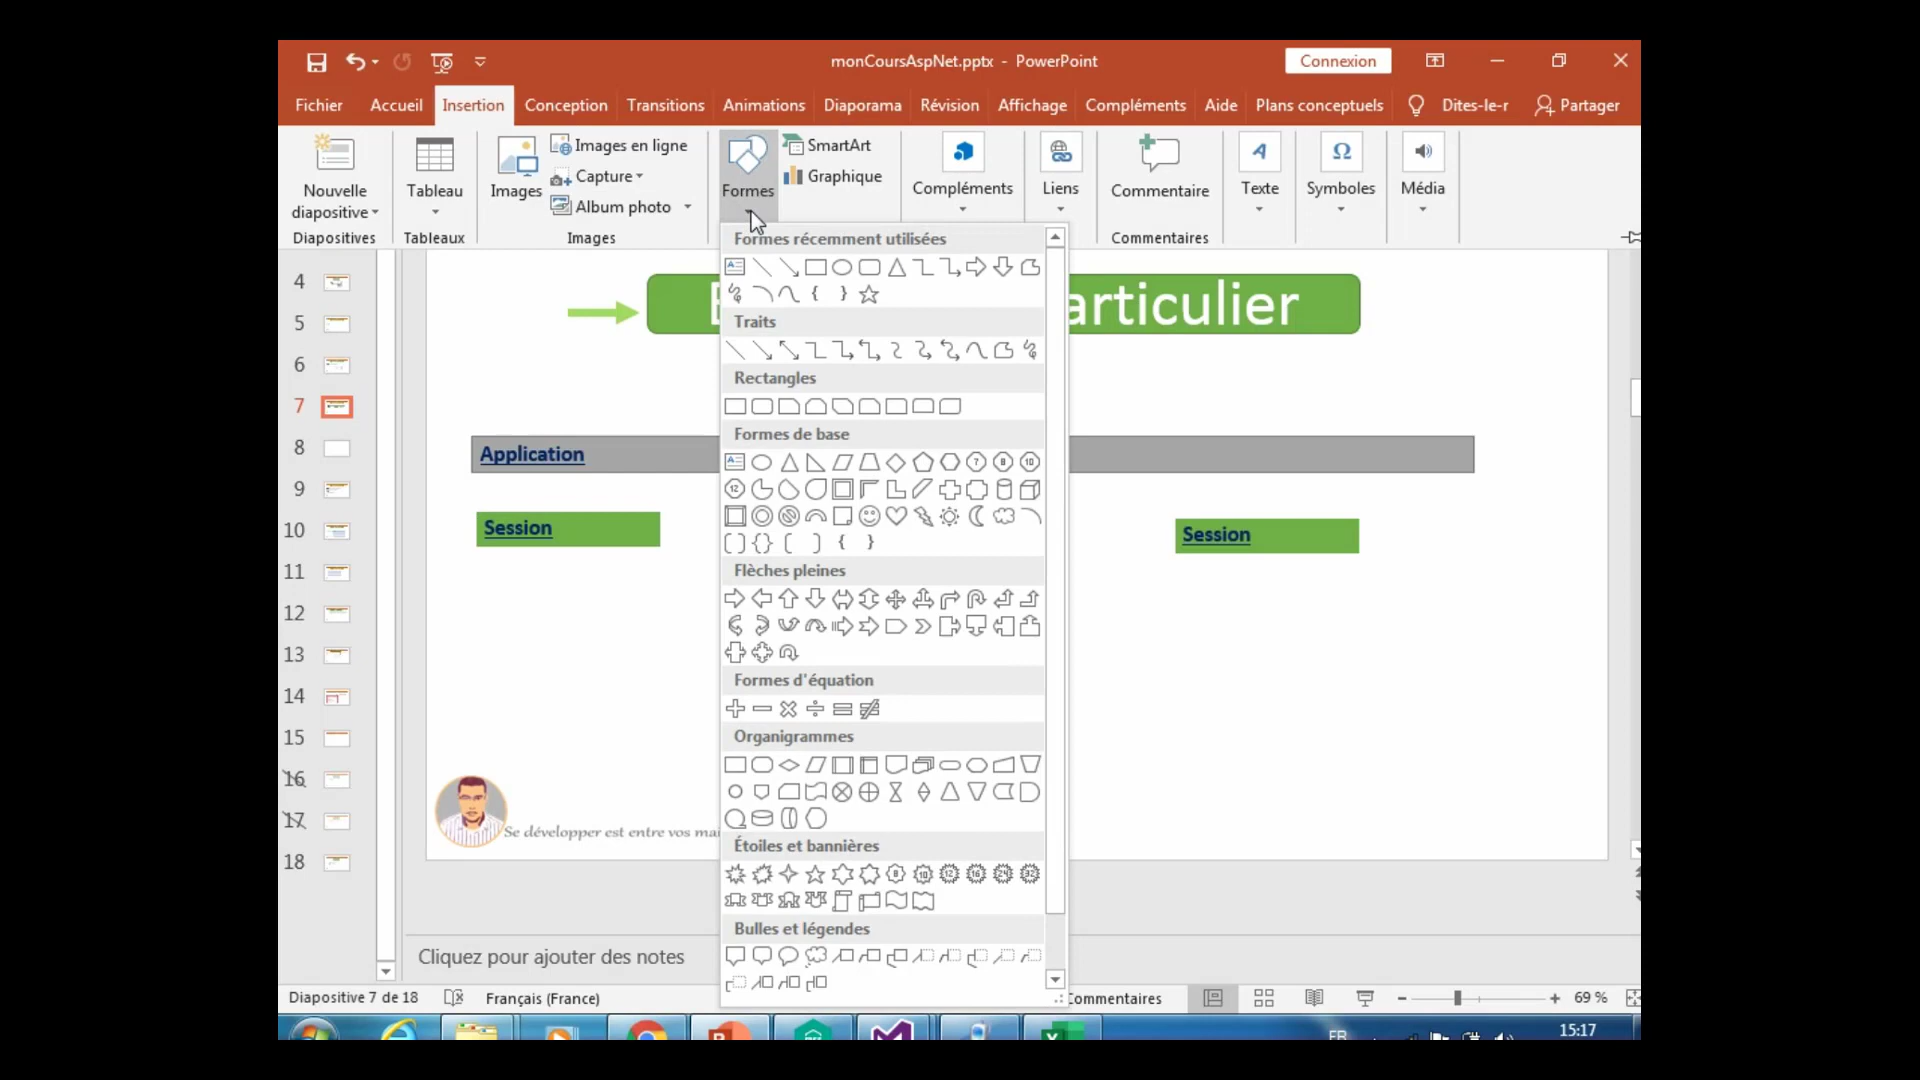 monCoursAspNet.pptx - PowerPoint
Connexion
Fichier Accueil Insertion Conception Transitions Animations Diaporama Révision Affichage Compléments Aide Plans conceptuels Dites-le-r Partager
Nouvelle diapositive
Diapositives
Tableau
Tableaux
Images
Images en ligne
Capture
Album photo
Images
Formes
SmartArt
Graphique
Compléments
Liens
Commentaire
Commentaires
Texte
Symboles
Média
Formes récemment utilisées
Traits
Rectangles
Formes de base
Flèches pleines
Formes d'équation
Organigrammes
Étoiles et bannières
Bulles et légendes
4
5
6
7
8
9
10
11
12
13
14
15
16
17
18
articulier
Application
Session
Session
Se développer est entre vos mai
Cliquez pour ajouter des notes
Diapositive 7 de 18
Français (France)
Commentaires
69 %
FR
15:17